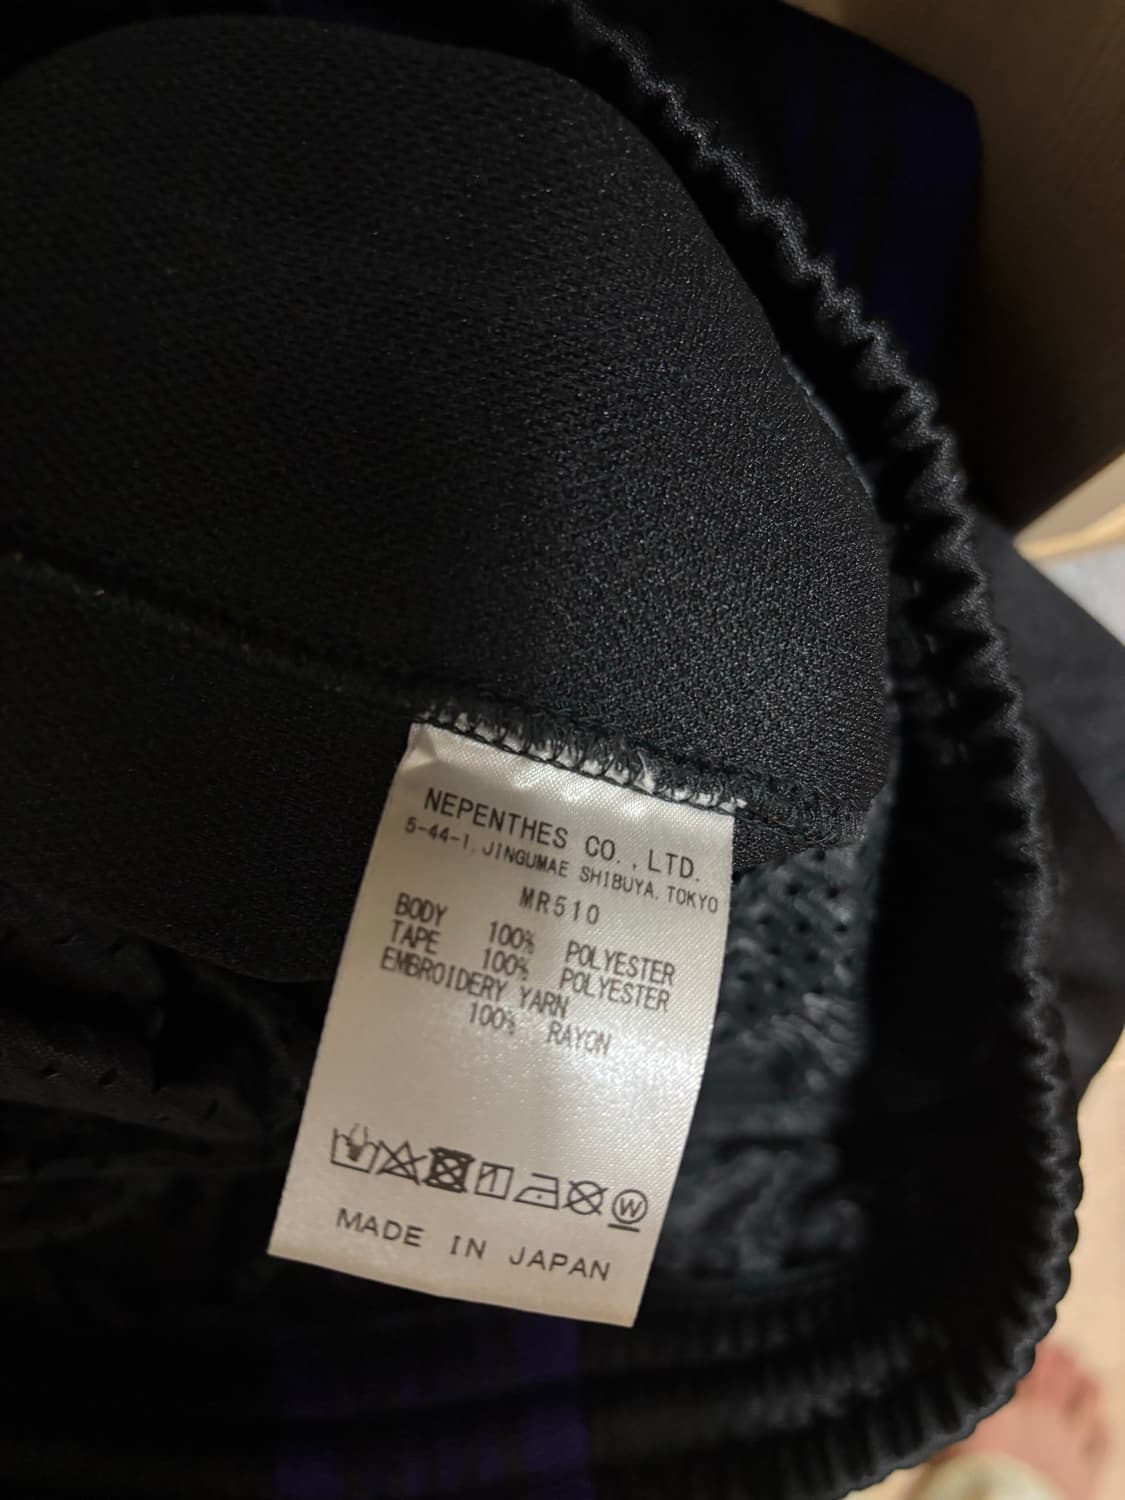 NEPENTHES CO.,LTD.
5-44-1, JINGUMAE SHIBUYA, TOKYO
MR510
BODY 100% POLYESTER
TAPE 100% POLYESTER
EMBROIDERY YARN
100% RAYON
W
MADE IN JAPAN